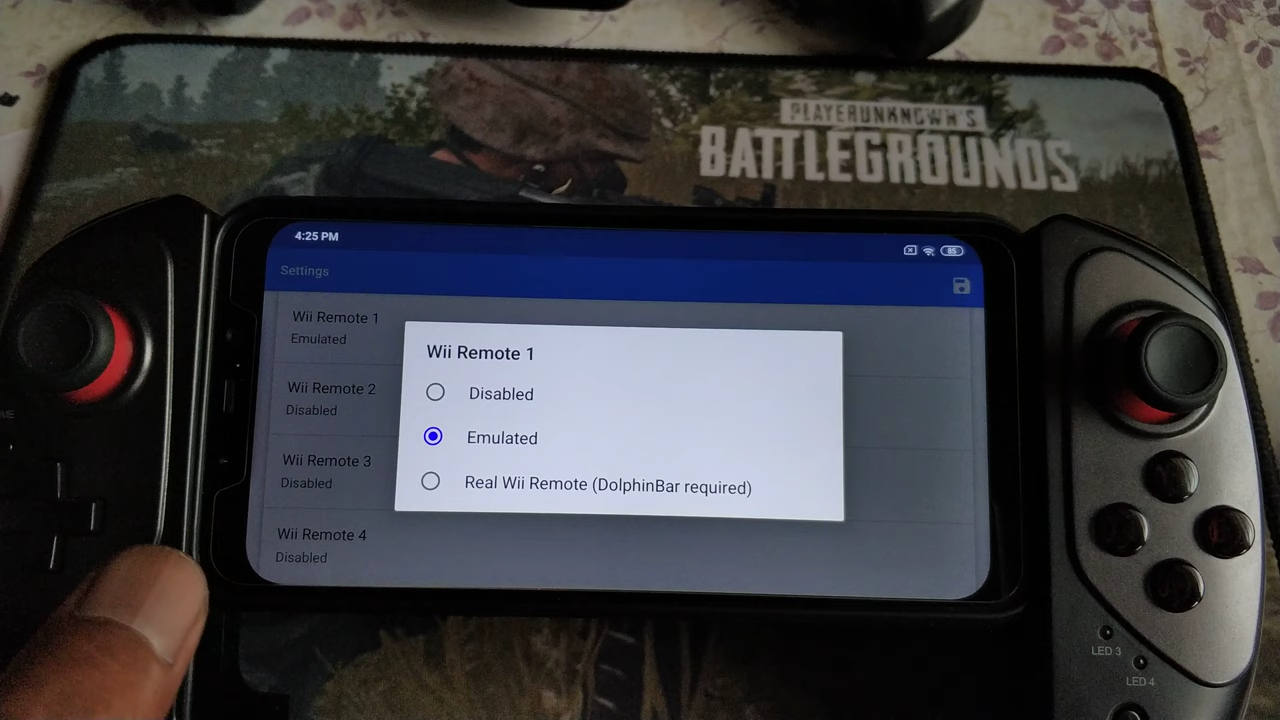 PLAYERUNKNOWN'S
BATTLEGROUNDS
4:25 PM
85
Settings
Wii Remote 1
Emulated
Wii Remote 2
Disabled
Wii Remote 3
Disabled
Wii Remote 4
Disabled
Wii Remote 1
Disabled
Emulated
Real Wii Remote (DolphinBar required)
LED 3
LED 4